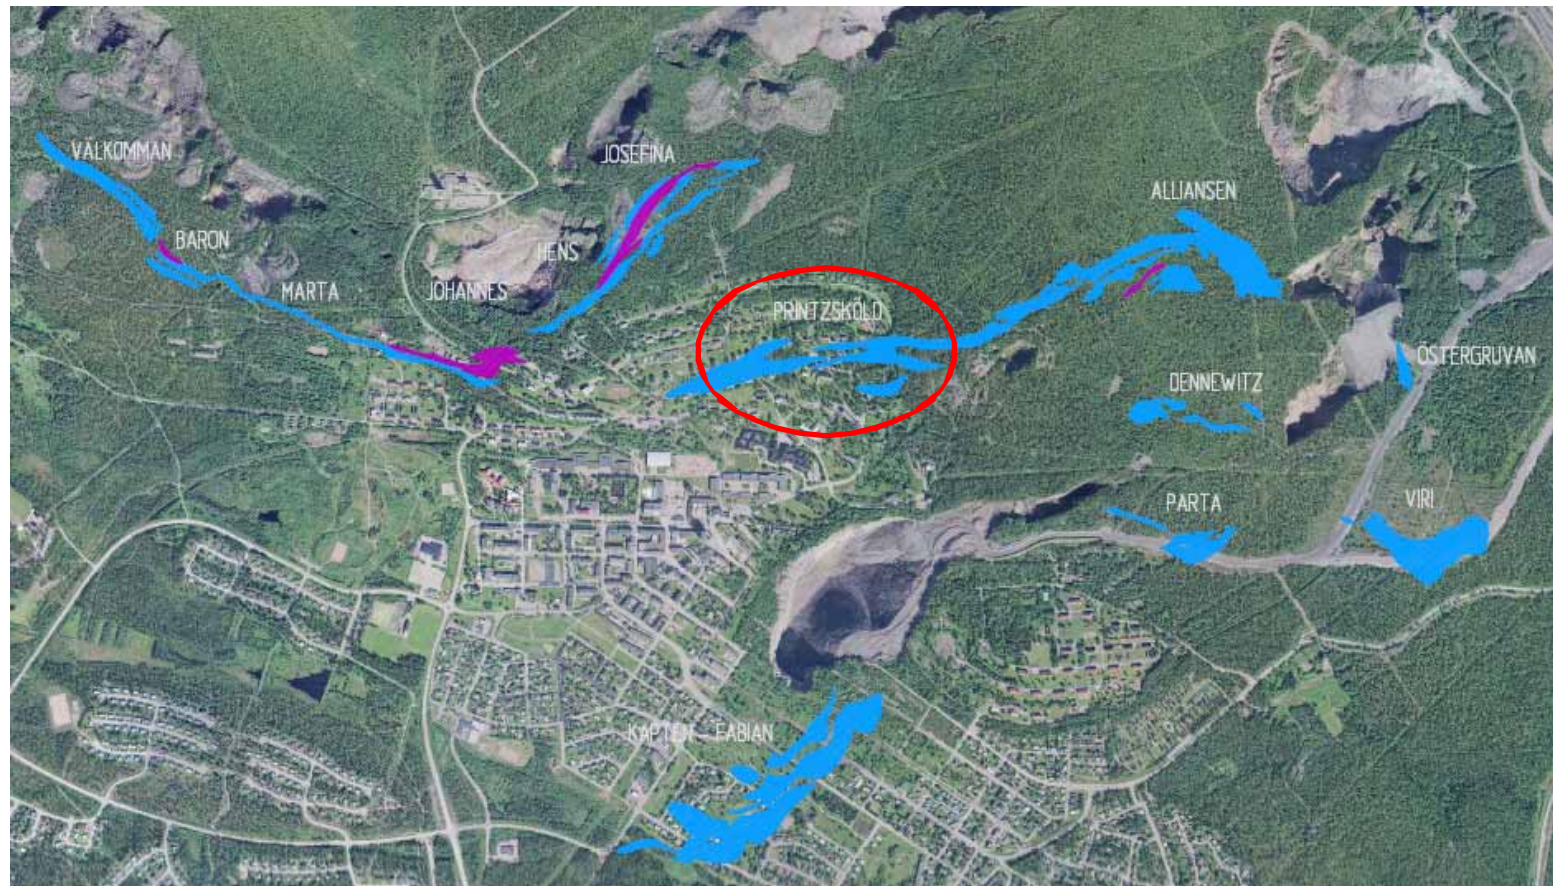 VÄLKOMMAN
JOSEFINA
ALLIANSEN
BARON
HENS
MARTA
JOHANNES
PRINTZSKÖLD
ÖSTERGRUVAN
DENNEWITZ
PARTA
VIRI
KAPTEN - FABIAN